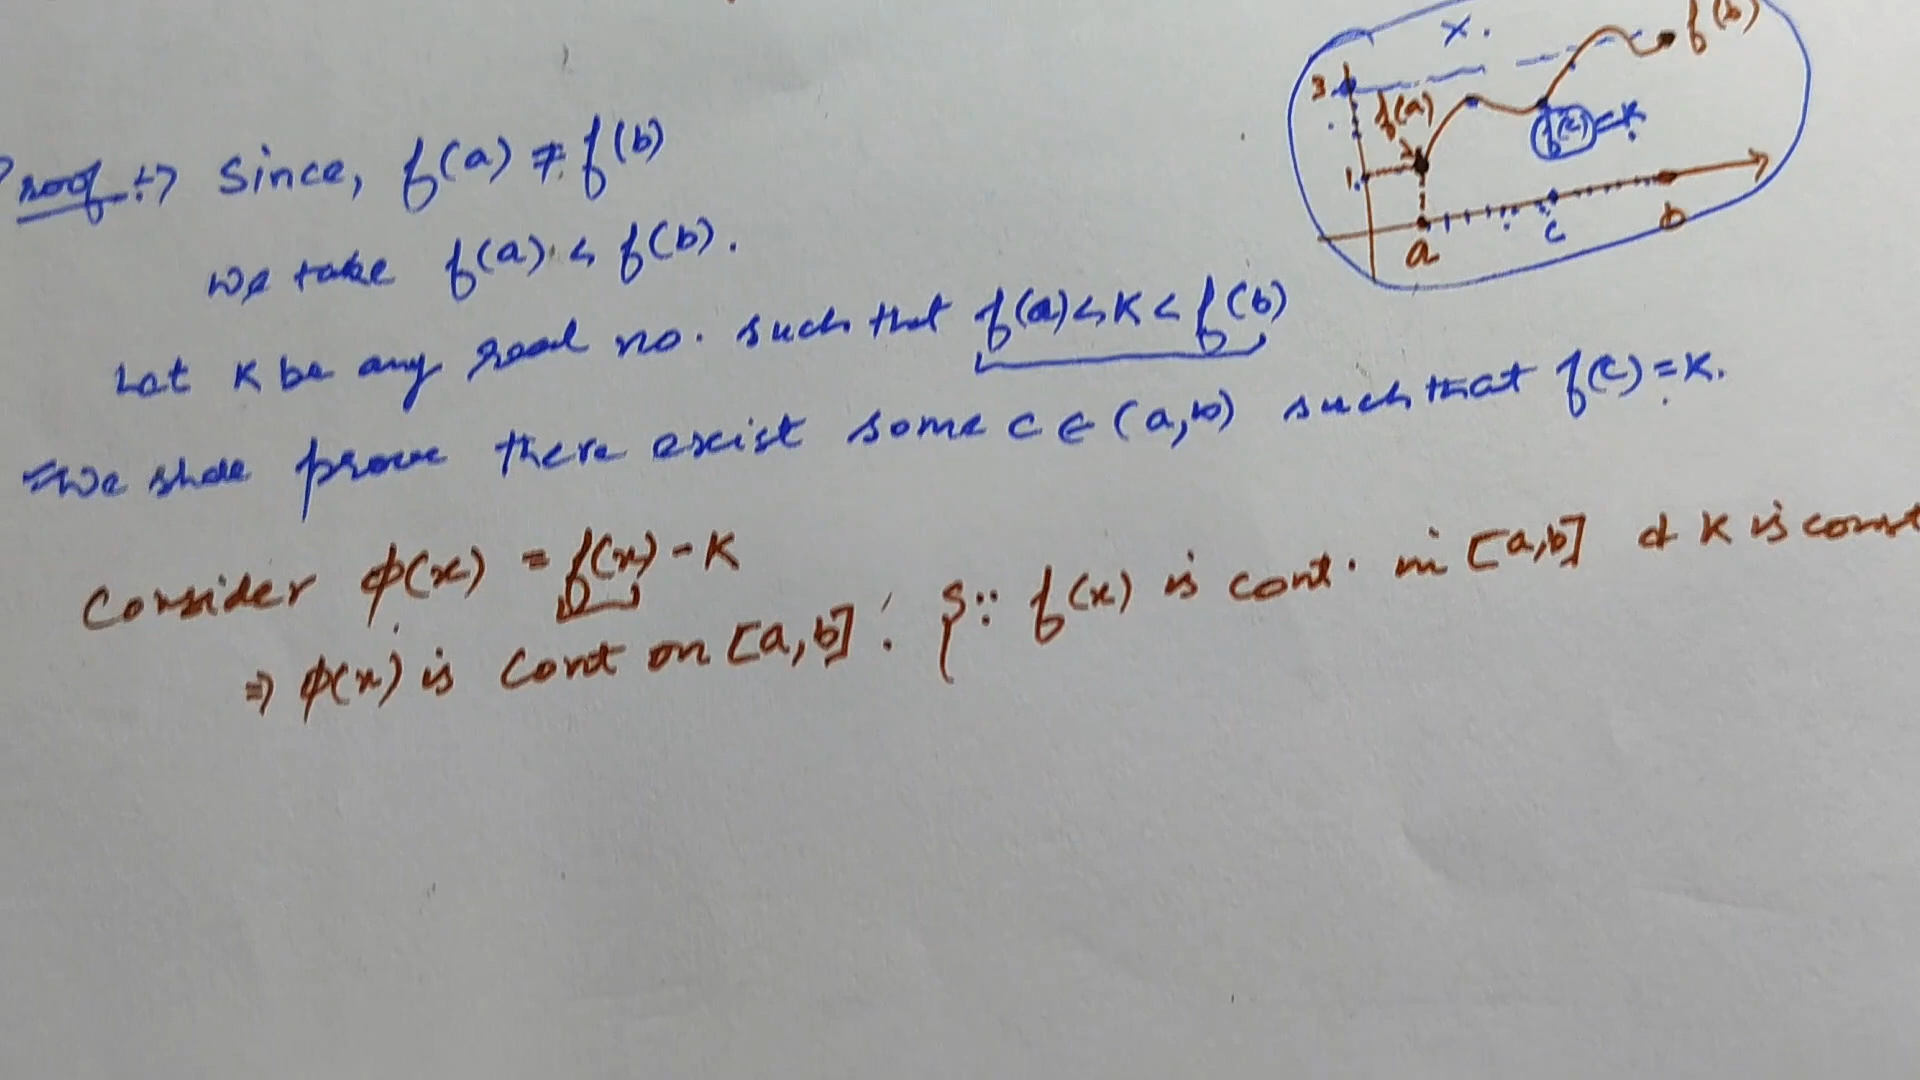 Proof :→ Since, f(a) ≠ f(b)
We take f(a) < f(b).
Let K be any real no. such that f(a) < K < f(b)
We shall prove there exist some c ∈ (a,b) such that f(c) = K.
Consider ϕ(x) = f(x) - K
⇒ ϕ(x) is cont on [a,b] . { ∵ f(x) is cont. in [a,b] & K is const
x.
f(b)
3
f(a)
f(c) = K
1
a
c
b